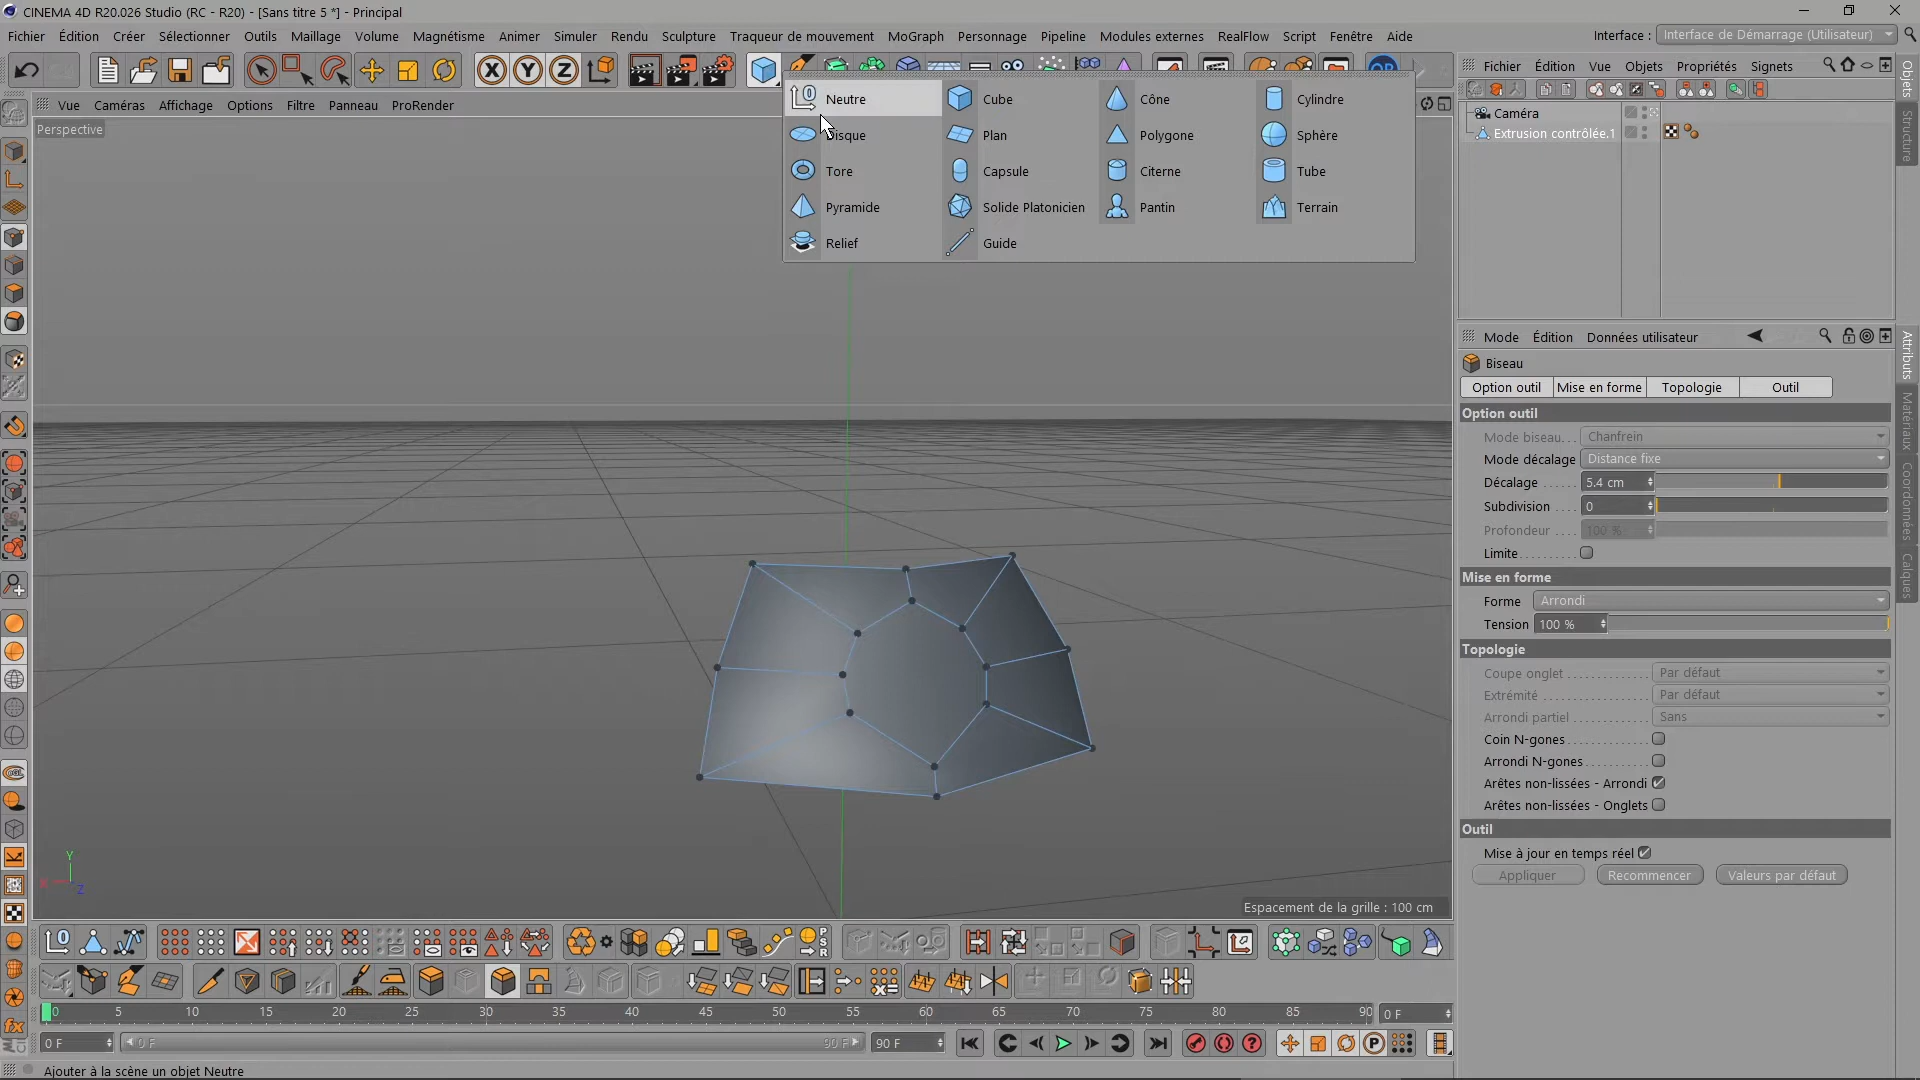 CINEMA 4D R20.026 Studio (RC - R20) - [Sans titre 5 *] - Principal
Fichier Édition Créer Sélectionner Outils Maillage Volume Magnétisme Animer Simuler Rendu Sculpture Traqueur de mouvement MoGraph Personnage Pipeline Modules externes RealFlow Script Fenêtre Aide
Interface : Interface de Démarrage (Utilisateur)
X Y Z
Fichier Édition Vue Objets Propriétés Signets
Vue Caméras Affichage Options Filtre Panneau ProRender
Perspective
Neutre Cube Cône Cylindre
Disque Plan Polygone Sphère
Tore Capsule Citerne Tube
Pyramide Solide Platonicien Pantin Terrain
Relief Guide
Caméra
Extrusion contrôlée.1
Objets
Structure
Mode Édition Données utilisateur
Biseau
Option outil Mise en forme Topologie Outil
Option outil
Mode biseau... Chanfrein
Mode décalage Distance fixe
Décalage 5.4 cm
Subdivision 0
Profondeur 100 %
Limite
Mise en forme
Forme Arrondi
Tension 100 %
Topologie
Coupe onglet Par défaut
Extrémité Par défaut
Arrondi partiel Sans
Coin N-gones
Arrondi N-gones
Arêtes non-lissées - Arrondi
Arêtes non-lissées - Onglets
Outil
Mise à jour en temps réel
Appliquer Recommencer Valeurs par défaut
Attributs
Matériaux
Coordonnées
Calques
Y
Z
Espacement de la grille : 100 cm
PSR
0 5 10 15 20 25 30 35 40 45 50 55 60 65 70 75 80 85 90 0 F
0 F 0 F 90 F 90 F
P
Ajouter à la scène un objet Neutre